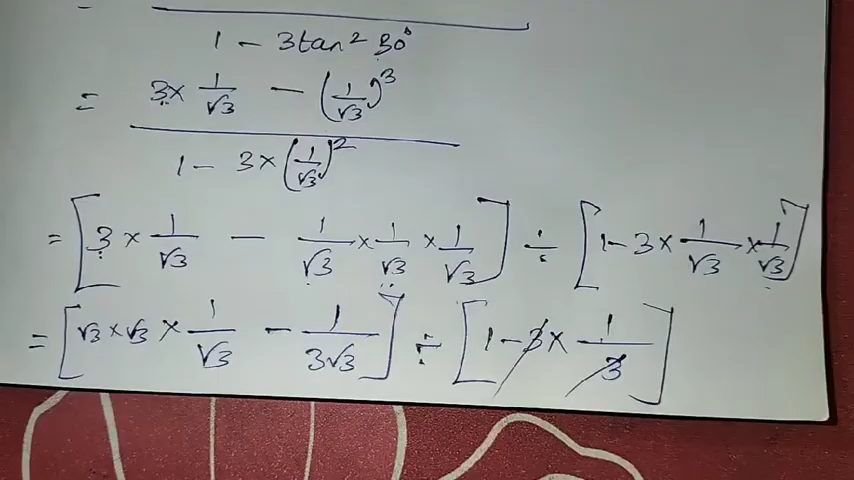 =
1 - 3tan² 30°
= 3 × 1/√3 - (1/√3)³
1 - 3 × (1/√3)²
= [3 × 1/√3 - 1/√3 × 1/√3 × 1/√3] ÷ [1 - 3 × 1/√3 × 1/√3]
= [√3 × √3 × 1/√3 - 1/3√3] ÷ [1 - 3 × 1/3]